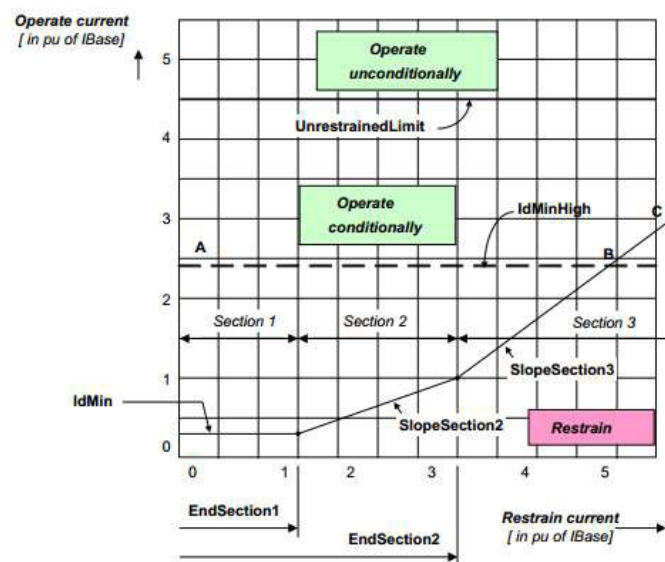 Operate current
[ in pu of IBase]
Operate
unconditionally
5
UnrestrainedLimit
4
Operate
conditionally
IdMinHigh
C
3
A
B
2
Section 1
Section 2
Section 3
SlopeSection3
1
IdMin
SlopeSection2
Restrain
0
0
1
2
3
4
5
EndSection1
Restrain current
[ in pu of IBase]
EndSection2